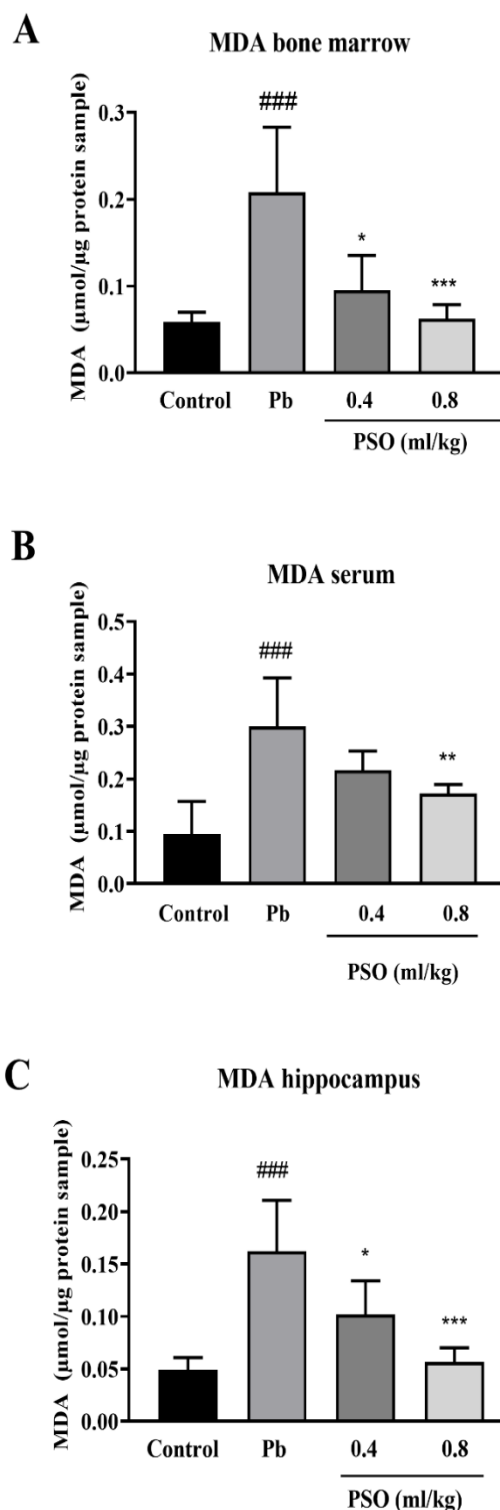 A
MDA bone marrow
MDA (µmol/µg protein sample)
0.3
0.2
0.1
0.0
###
*
***
Control Pb 0.4 0.8
PSO (ml/kg)
B
MDA serum
MDA (µmol/µg protein sample)
0.5
0.4
0.3
0.2
0.1
0.0
###
**
Control Pb 0.4 0.8
PSO (ml/kg)
C
MDA hippocampus
MDA (µmol/µg protein sample)
0.25
0.20
0.15
0.10
0.05
0.00
###
*
***
Control Pb 0.4 0.8
PSO (ml/kg)